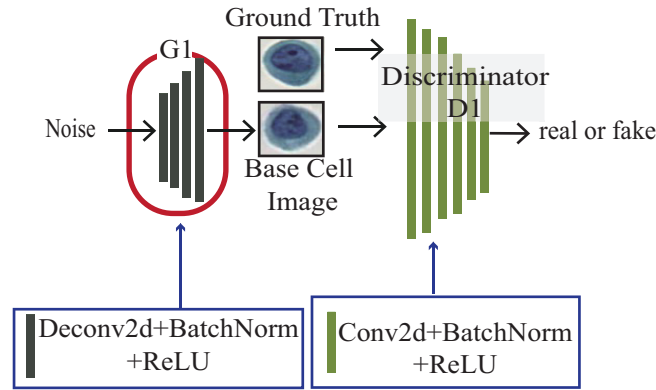 Ground Truth
G1
Discriminator
D1
Noise
real or fake
Base Cell
Image
Deconv2d+BatchNorm
+ReLU
Conv2d+BatchNorm
+ReLU